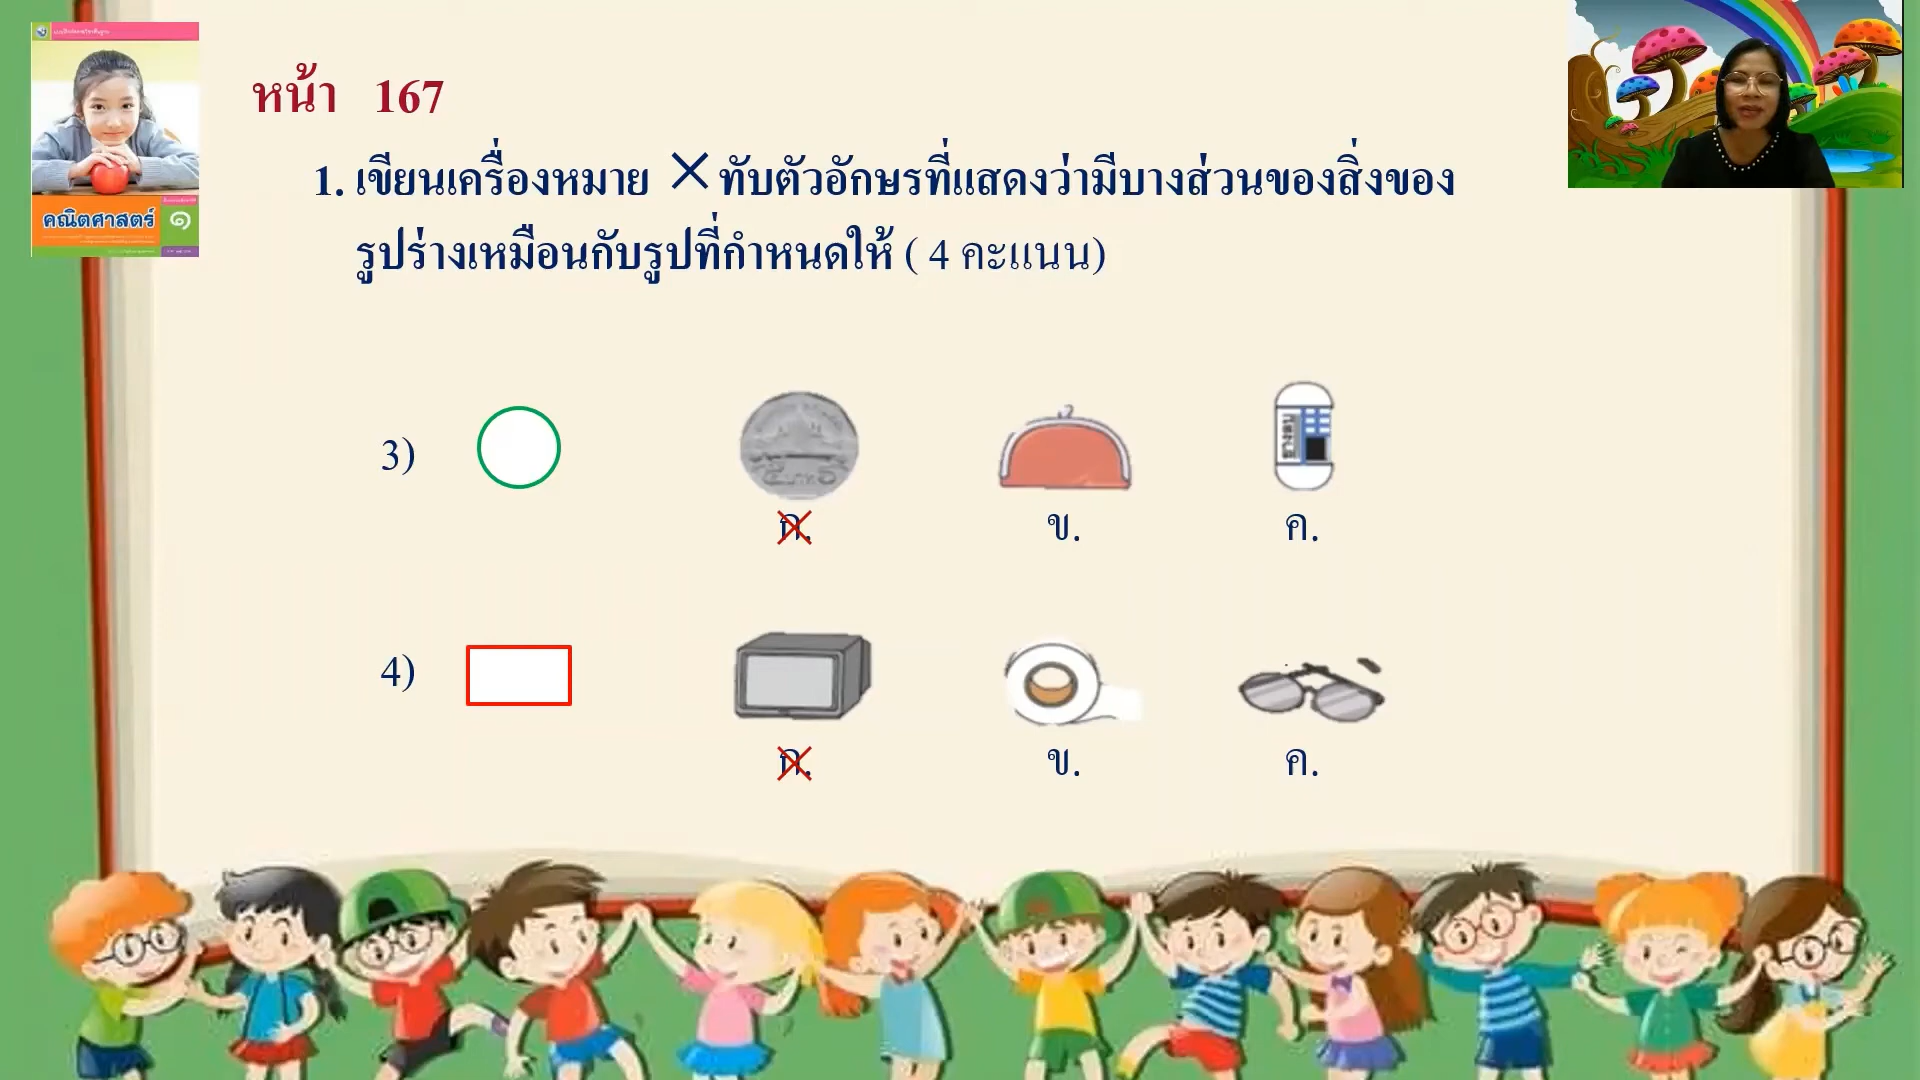 คณิตศาสตร์ ๑
หน้า 167
1. เขียนเครื่องหมาย × ทับตัวอักษรที่แสดงว่ามีบางส่วนของสิ่งของ
รูปร่างเหมือนกับรูปที่กำหนดให้ ( 4 คะแนน)
3)
ก. ข. ค.
4)
ก. ข. ค.